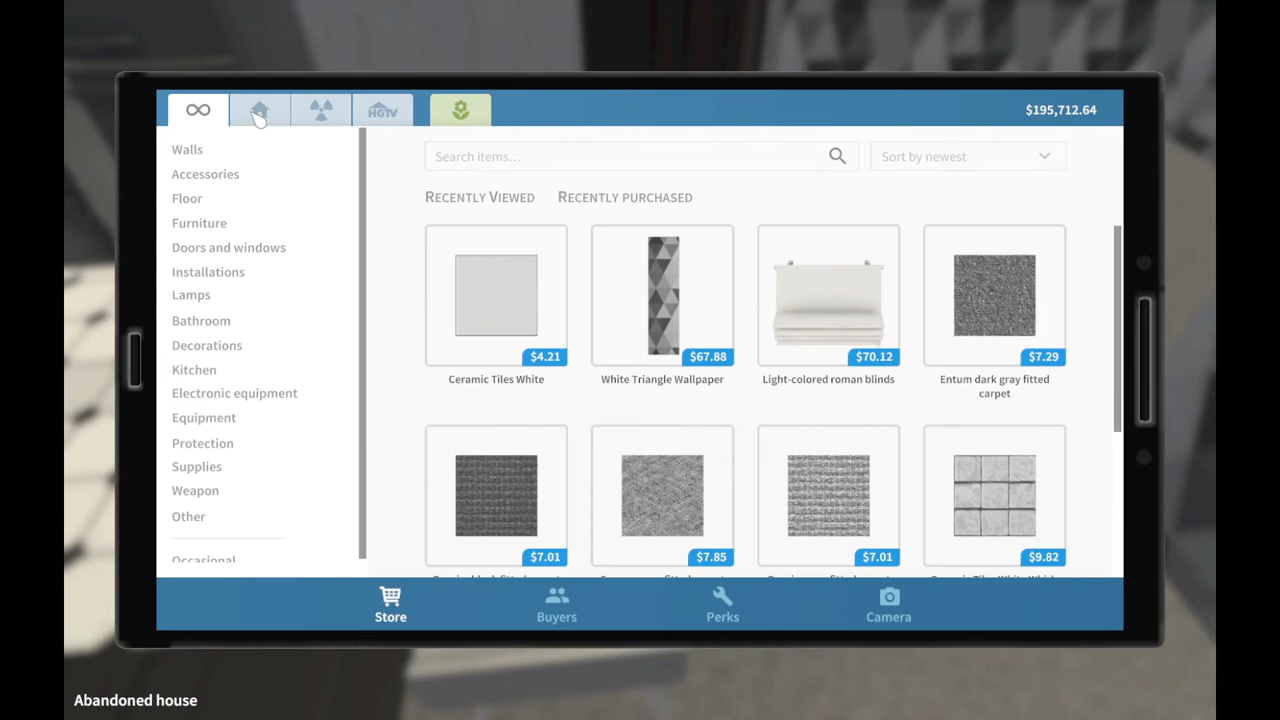 HGTV
$195,712.64
Walls
Accessories
Floor
Furniture
Doors and windows
Installations
Lamps
Bathroom
Decorations
Kitchen
Electronic equipment
Equipment
Protection
Supplies
Weapon
Other
Occasional
Search items...
Sort by newest
RECENTLY VIEWED
RECENTLY PURCHASED
$4.21
$67.88
$70.12
$7.29
Ceramic Tiles White
White Triangle Wallpaper
Light-colored roman blinds
Entum dark gray fitted
carpet
$7.01
$7.85
$7.01
$9.82
Store
Buyers
Perks
Camera
Abandoned house